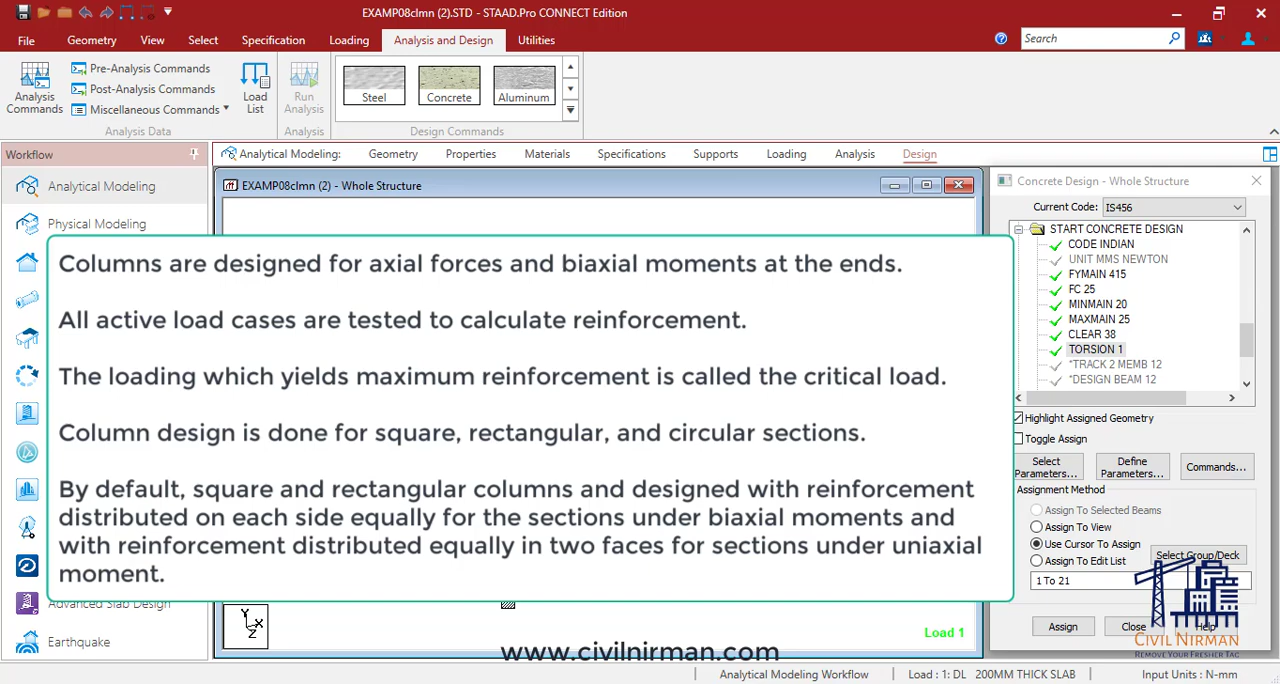 EXAMP08clmn (2).STD - STAAD.Pro CONNECT Edition
File Geometry View Select Specification Loading Analysis and Design Utilities
Search
Analysis Commands
Pre-Analysis Commands
Post-Analysis Commands
Miscellaneous Commands
Analysis Data
Load List
Run Analysis
Analysis
Steel
Concrete
Aluminum
Design Commands
Workflow
Analytical Modeling: Geometry Properties Materials Specifications Supports Loading Analysis Design
Analytical Modeling
Physical Modeling
EXAMP08clmn (2) - Whole Structure
Columns are designed for axial forces and biaxial moments at the ends.
All active load cases are tested to calculate reinforcement.
The loading which yields maximum reinforcement is called the critical load.
Column design is done for square, rectangular, and circular sections.
By default, square and rectangular columns and designed with reinforcement
distributed on each side equally for the sections under biaxial moments and
with reinforcement distributed equally in two faces for sections under uniaxial
moment.
Advanced Slab Design
Earthquake
Y
X
Z
Load 1
Concrete Design - Whole Structure
Current Code: IS456
START CONCRETE DESIGN
CODE INDIAN
UNIT MMS NEWTON
FYMAIN 415
FC 25
MINMAIN 20
MAXMAIN 25
CLEAR 38
TORSION 1
*TRACK 2 MEMB 12
*DESIGN BEAM 12
Highlight Assigned Geometry
Toggle Assign
Select Parameters...
Define Parameters...
Commands...
Assignment Method
Assign To Selected Beams
Assign To View
Use Cursor To Assign
Select Group/Deck
Assign To Edit List
1 To 21
Assign
Close
Help
CIVIL NIRMAN
REMOVE YOUR FRESHER TAG
www.civilnirman.com
Analytical Modeling Workflow
Load : 1: DL 200MM THICK SLAB
Input Units : N-mm